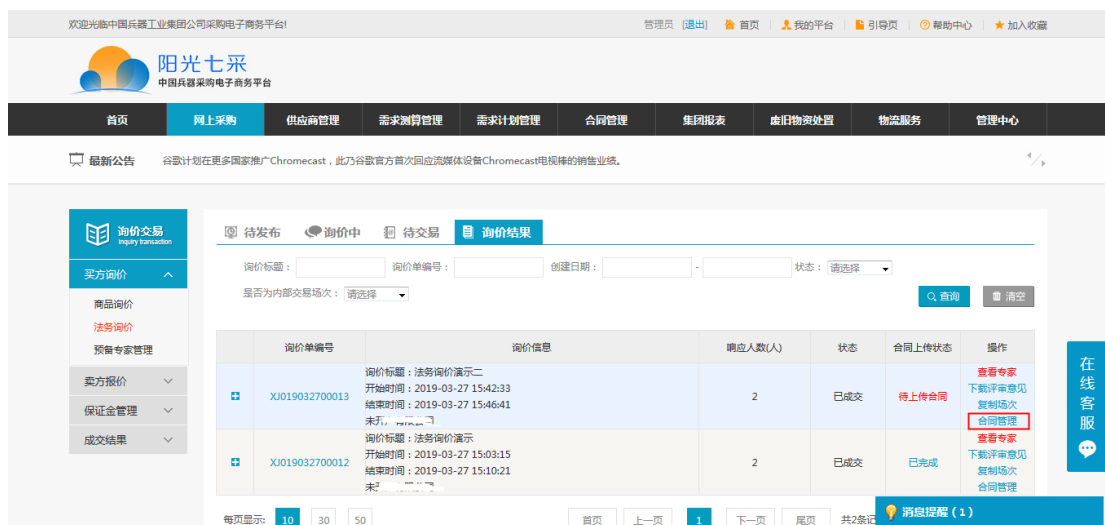 欢迎光临中国兵器工业集团公司采购电子商务平台!
管理员 [退出] 首页 我的平台 引导页 帮助中心 加入收藏
阳光七采
中国兵器采购电子商务平台
首页 网上采购 供应商管理 需求测算管理 需求计划管理 合同管理 集团报表 废旧物资处置 物流服务 管理中心
最新公告 谷歌计划在更多国家推广Chromecast，此乃谷歌官方首次回应流媒体设备Chromecast电视棒的销售业绩。
询价交易
Inquiry transaction
买方询价
商品询价
法务询价
预备专家管理
卖方报价
保证金管理
成交结果
待发布 询价中 待交易 询价结果
询价标题： 询价单编号： 创建日期： - 状态： 请选择
是否为内部交易场次： 请选择
查询 清空
询价单编号 询价信息 响应人数(人) 状态 合同上传状态 操作
XJ019032700013
询价标题：法务询价演示二
开始时间：2019-03-27 15:42:33
结束时间：2019-03-27 15:46:41
2 已成交 待上传合同
查看专家
下载评审意见
复制场次
合同管理
XJ019032700012
询价标题：法务询价演示
开始时间：2019-03-27 15:03:15
结束时间：2019-03-27 15:10:21
2 已成交 已完成
查看专家
下载评审意见
复制场次
合同管理
每页显示: 10 30 50
首页 上一页 1 下一页 尾页 共2条记
在线客服
消息提醒（1）